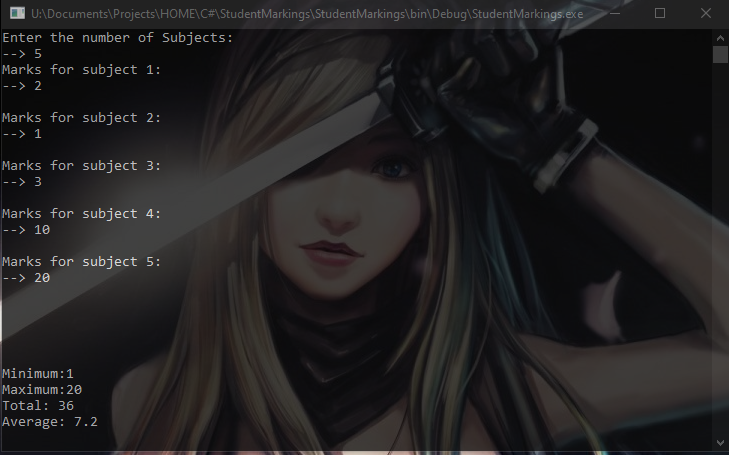 U:\Documents\Projects\HOME\C#\StudentMarkings\StudentMarkings\bin\Debug\StudentMarkings.exe
Enter the number of Subjects:
--> 5
Marks for subject 1:
--> 2
Marks for subject 2:
--> 1
Marks for subject 3:
--> 3
Marks for subject 4:
--> 10
Marks for subject 5:
--> 20
Minimum:1
Maximum:20
Total: 36
Average: 7.2